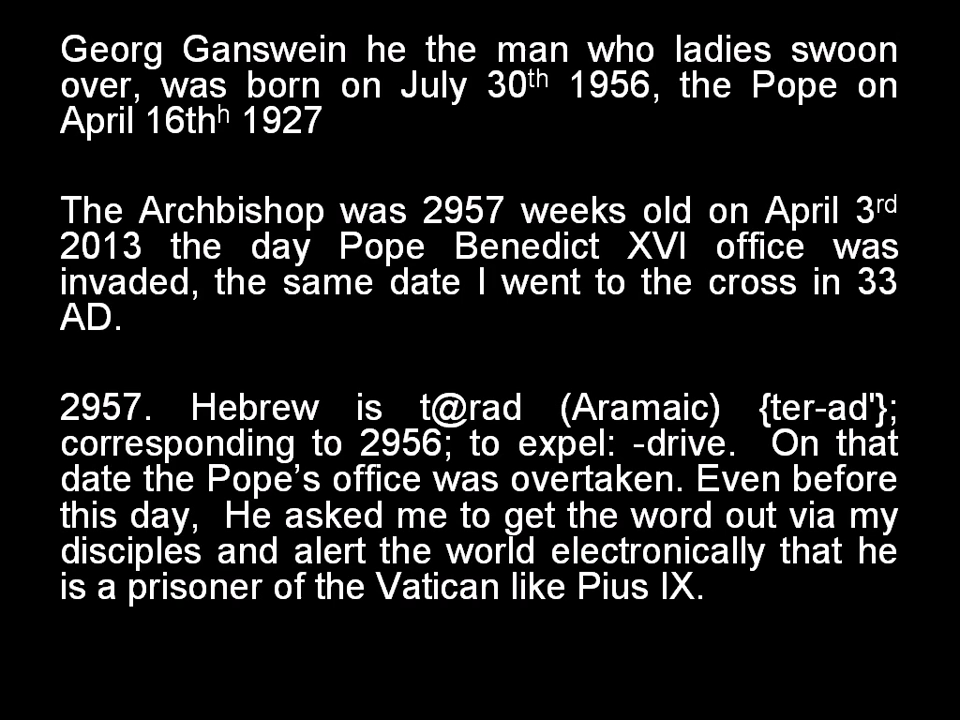 Georg Ganswein he the man who ladies swoon
over, was born on July 30th 1956, the Pope on
April 16thh 1927
The Archbishop was 2957 weeks old on April 3rd
2013 the day Pope Benedict XVI office was
invaded, the same date I went to the cross in 33
AD.
2957. Hebrew is t@rad (Aramaic) {ter-ad'};
corresponding to 2956; to expel: -drive. On that
date the Pope's office was overtaken. Even before
this day, He asked me to get the word out via my
disciples and alert the world electronically that he
is a prisoner of the Vatican like Pius IX.